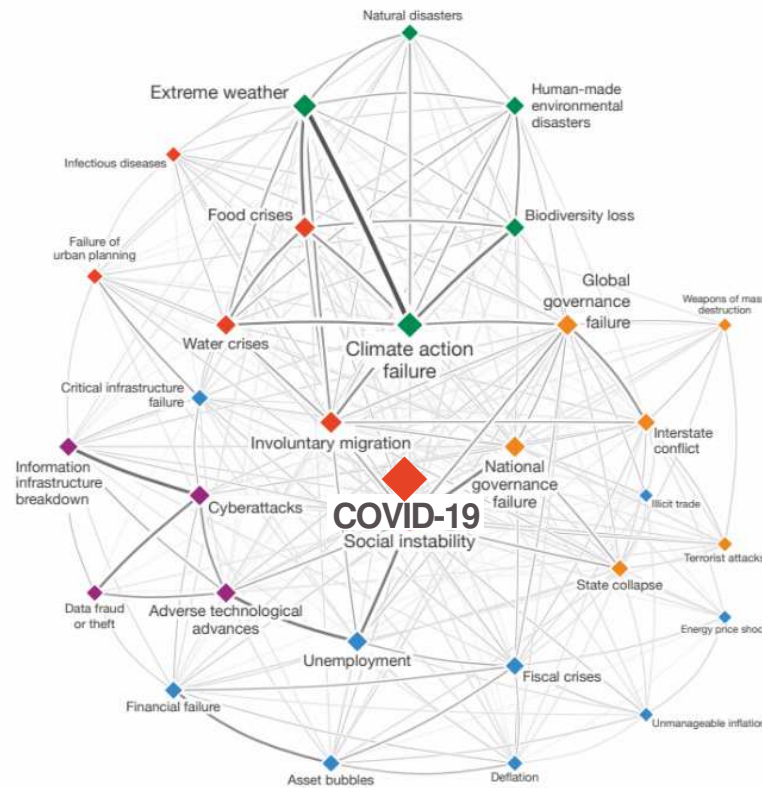 Natural disasters
Extreme weather
Human-made
environmental
disasters
Infectious diseases
Food crises
Biodiversity loss
Failure of
urban planning
Global
governance
failure
Weapons of mass
destruction
Water crises
Climate action
failure
Critical infrastructure
failure
Involuntary migration
Interstate
conflict
Information
infrastructure
breakdown
National
governance
failure
Cyberattacks
Illicit trade
COVID-19
Social instability
Terrorist attacks
State collapse
Data fraud
or theft
Adverse technological
advances
Energy price shoc
Unemployment
Fiscal crises
Financial failure
Unmanageable inflation
Asset bubbles
Deflation